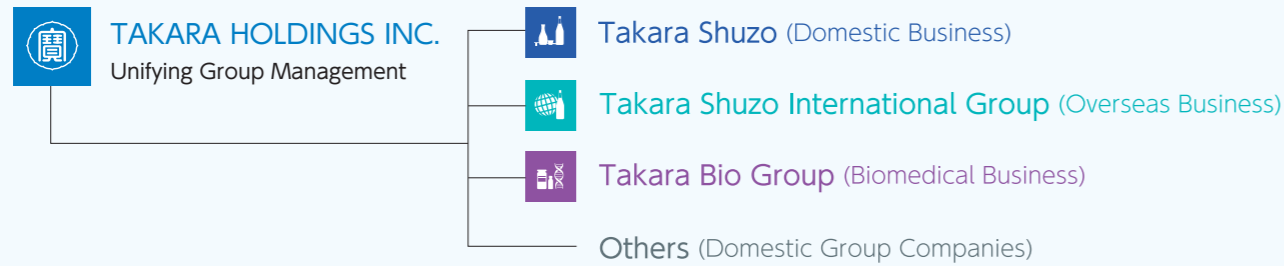 寶
TAKARA HOLDINGS INC.
Unifying Group Management
Takara Shuzo (Domestic Business)
Takara Shuzo International Group (Overseas Business)
Takara Bio Group (Biomedical Business)
Others (Domestic Group Companies)